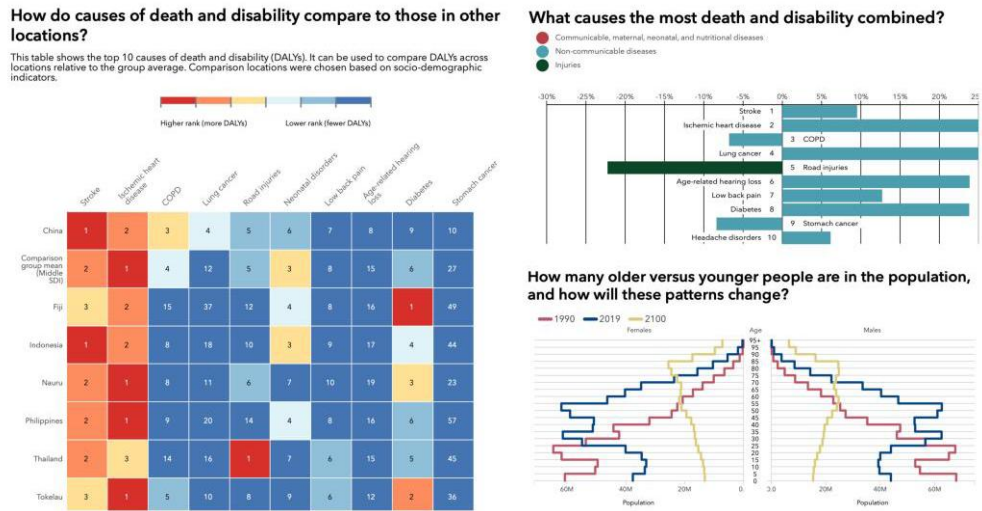 How do causes of death and disability compare to those in other
locations?
This table shows the top 10 causes of death and disability (DALYs). It can be used to compare DALYs across
locations relative to the group average. Comparison locations were chosen based on socio-demographic
indicators.
Higher rank (more DALYs) Lower rank (fewer DALYs)
Stroke
Ischemic heart
disease
COPD
Lung cancer
Road injuries
Neonatal disorders
Low back pain
Age-related hearing
loss
Diabetes
Stomach cancer
China 1 2 3 4 5 6 7 8 9 10
Comparison
group mean
(Middle
SDI) 2 1 4 12 5 3 8 15 6 27
Fiji 3 2 15 37 12 4 8 16 1 49
Indonesia 1 2 8 18 10 3 9 17 4 44
Nauru 2 1 8 11 6 7 10 19 3 23
Philippines 2 1 9 20 14 4 8 16 6 57
Thailand 2 3 14 16 1 7 6 15 5 45
Tokelau 3 1 5 10 8 9 6 12 2 36
What causes the most death and disability combined?
Communicable, maternal, neonatal, and nutritional diseases
Non-communicable diseases
Injuries
-30% -25% -20% -15% -10% -5% 0% 5% 10% 15% 20% 25
Stroke 1
Ischemic heart disease 2
3 COPD
Lung cancer 4
5 Road injuries
Age-related hearing loss 6
Low back pain 7
Diabetes 8
9 Stomach cancer
Headache disorders 10
How many older versus younger people are in the population,
and how will these patterns change?
1990 2019 2100
Females Age Males
95+
95
90
85
80
75
70
65
60
55
50
45
40
35
30
25
20
15
10
5
0
60M 40M 20M 0. 0.0 20M 40M 60M
Population Population